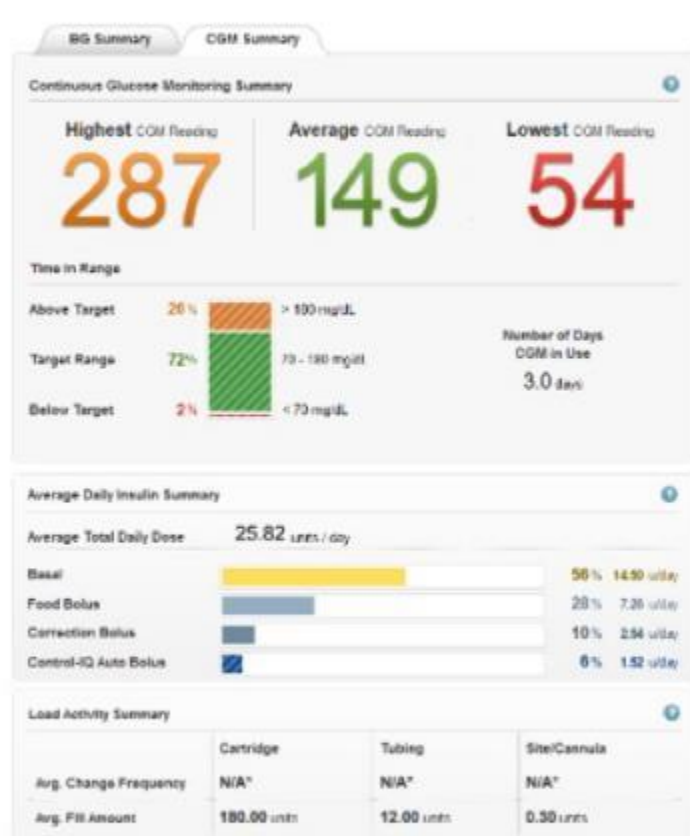 BG Summary CGM Summary
Continuous Glucose Monitoring Summary
Highest CGM Reading Average CGM Reading Lowest CGM Reading
287 149 54
Time in Range
Above Target 26% > 180 mg/dL
Target Range 72% 70 - 180 mg/dL
Below Target 2% < 70 mg/dL
Number of Days
CGM in Use
3.0 days
Average Daily Insulin Summary
Average Total Daily Dose 25.82 units / day
Basal 56% 14.50 u/day
Food Bolus 28% 7.26 u/day
Correction Bolus 10% 2.54 u/day
Control-IQ Auto Bolus 6% 1.52 u/day
Load Activity Summary
Cartridge Tubing Site/Cannula
Avg. Change Frequency N/A* N/A* N/A*
Avg. Fill Amount 180.00 units 12.00 units 0.30 units